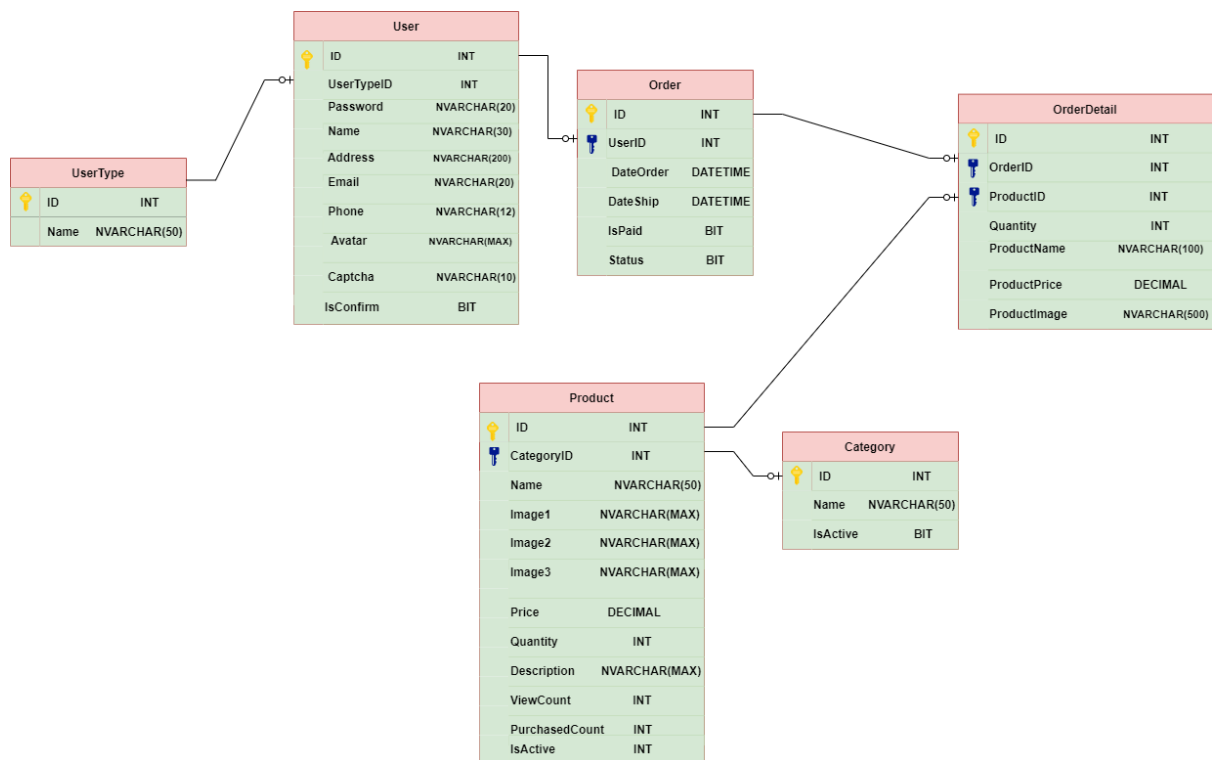 User
ID INT
UserTypeID INT
Password NVARCHAR(20)
Name NVARCHAR(30)
Address NVARCHAR(200)
Email NVARCHAR(20)
Phone NVARCHAR(12)
Avatar NVARCHAR(MAX)
Captcha NVARCHAR(10)
IsConfirm BIT
UserType
ID INT
Name NVARCHAR(50)
Order
ID INT
UserID INT
DateOrder DATETIME
DateShip DATETIME
IsPaid BIT
Status BIT
OrderDetail
ID INT
OrderID INT
ProductID INT
Quantity INT
ProductName NVARCHAR(100)
ProductPrice DECIMAL
ProductImage NVARCHAR(500)
Product
ID INT
CategoryID INT
Name NVARCHAR(50)
Image1 NVARCHAR(MAX)
Image2 NVARCHAR(MAX)
Image3 NVARCHAR(MAX)
Price DECIMAL
Quantity INT
Description NVARCHAR(MAX)
ViewCount INT
PurchasedCount INT
IsActive INT
Category
ID INT
Name NVARCHAR(50)
IsActive BIT